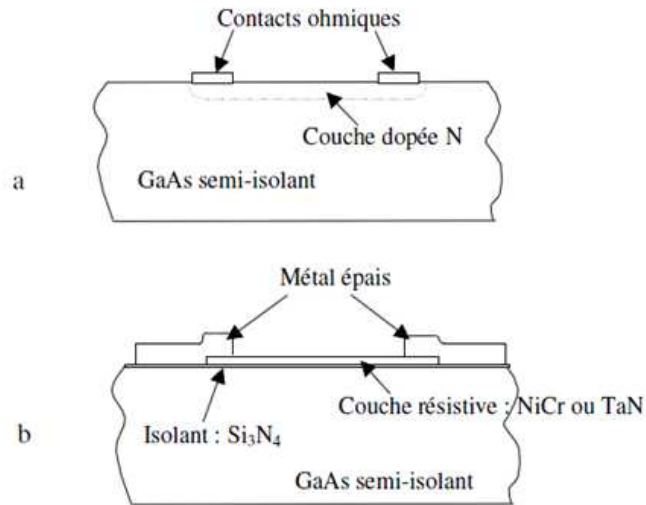 Contacts ohmiques
Couche dopée N
GaAs semi-isolant
a
Métal épais
Couche résistive : NiCr ou TaN
Isolant : Si₃N₄
b
GaAs semi-isolant